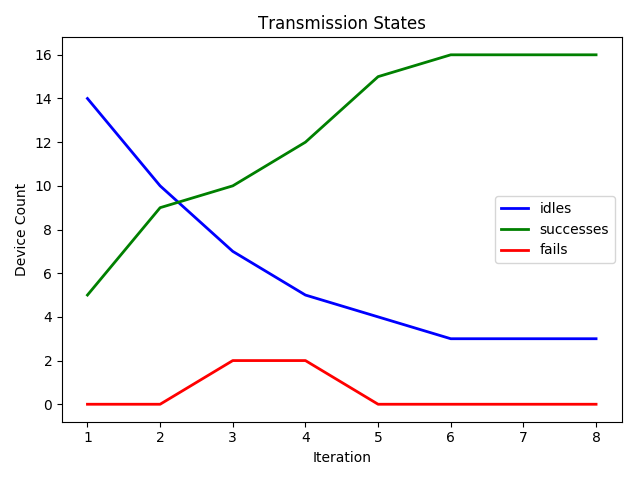 Transmission States
Device Count
16
14
12
10
8
6
4
2
0
idles
successes
fails
1 2 3 4 5 6 7 8
Iteration